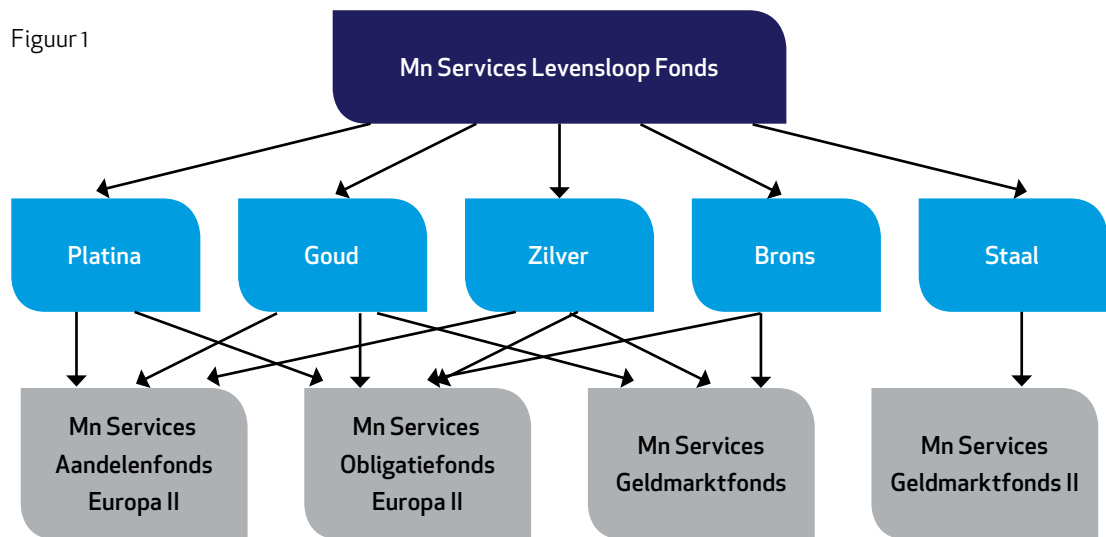 Figuur 1
Mn Services Levensloop Fonds
Platina
Goud
Zilver
Brons
Staal
Mn Services
Aandelenfonds
Europa II
Mn Services
Obligatiefonds
Europa II
Mn Services
Geldmarktfonds
Mn Services
Geldmarktfonds II